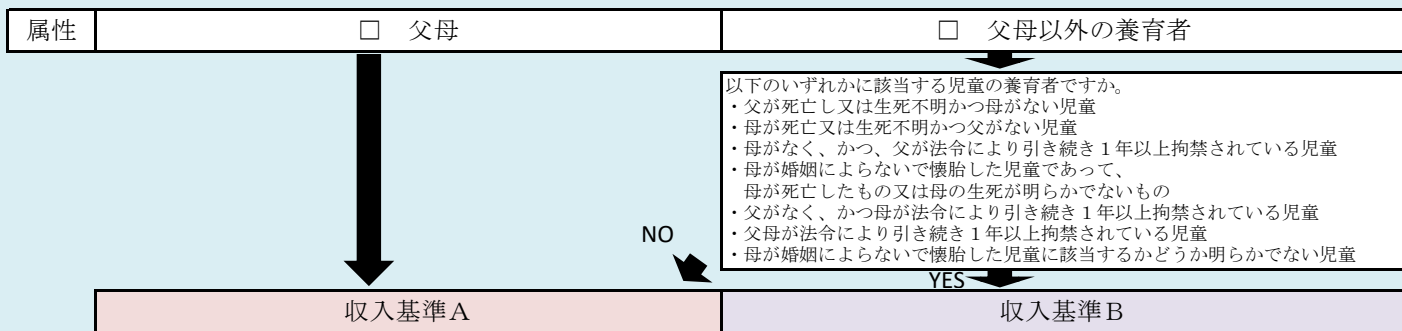 属性
□ 父母
□ 父母以外の養育者
以下のいずれかに該当する児童の養育者ですか。
・父が死亡し又は生死不明かつ母がない児童
・母が死亡又は生死不明かつ父がない児童
・母がなく、かつ、父が法令により引き続き１年以上拘禁されている児童
・母が婚姻によらないで懐胎した児童であって、
母が死亡したもの又は母の生死が明らかでないもの
・父がなく、かつ母が法令により引き続き１年以上拘禁されている児童
・父母が法令により引き続き１年以上拘禁されている児童
・母が婚姻によらないで懐胎した児童に該当するかどうか明らかでない児童
NO
YES
収入基準Ａ
収入基準Ｂ